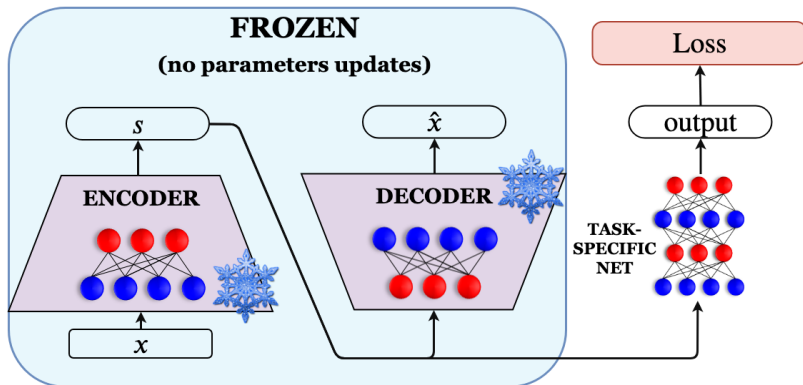 FROZEN
(no parameters updates)
s
x̂
ENCODER
DECODER
x
Loss
output
TASK-
SPECIFIC
NET